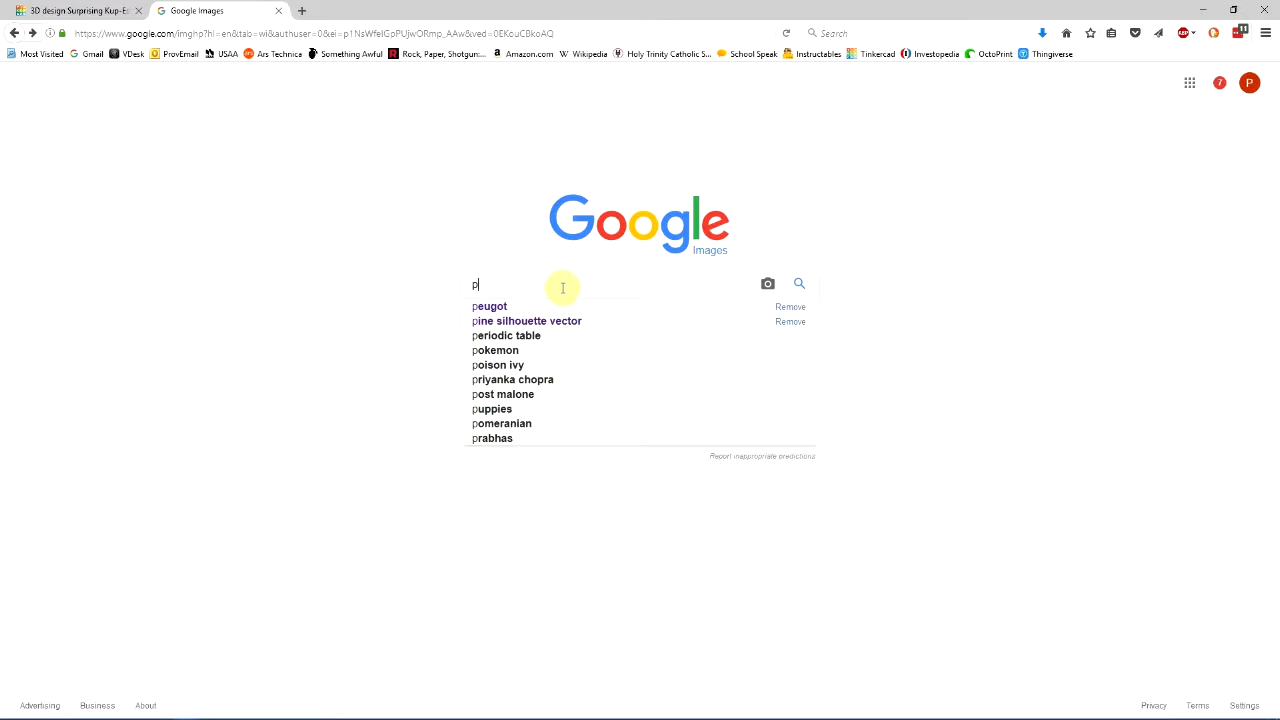 3D design Surprising Kup-E
Google Images
https://www.google.com/imghp?hl=en&tab=wi&authuser=0&ei=
Search
11
Most Visited
Gmail
VDesk
ProvEmail
USAA
Ars Technica
Something Awful
Rock, Paper, Shotgun:...
Amazon.com
Wikipedia
Holy Trinity Catholic S...
School Speak
Instructables
Tinkercad
Investopedia
OctoPrint
Thingiverse
7
P
Google
Images
p
peugot
Remove
pine silhouette vector
Remove
periodic table
pokemon
poison ivy
priyanka chopra
post malone
puppies
pomeranian
prabhas
Report inappropriate predictions
Advertising
Business
About
Privacy
Terms
Settings